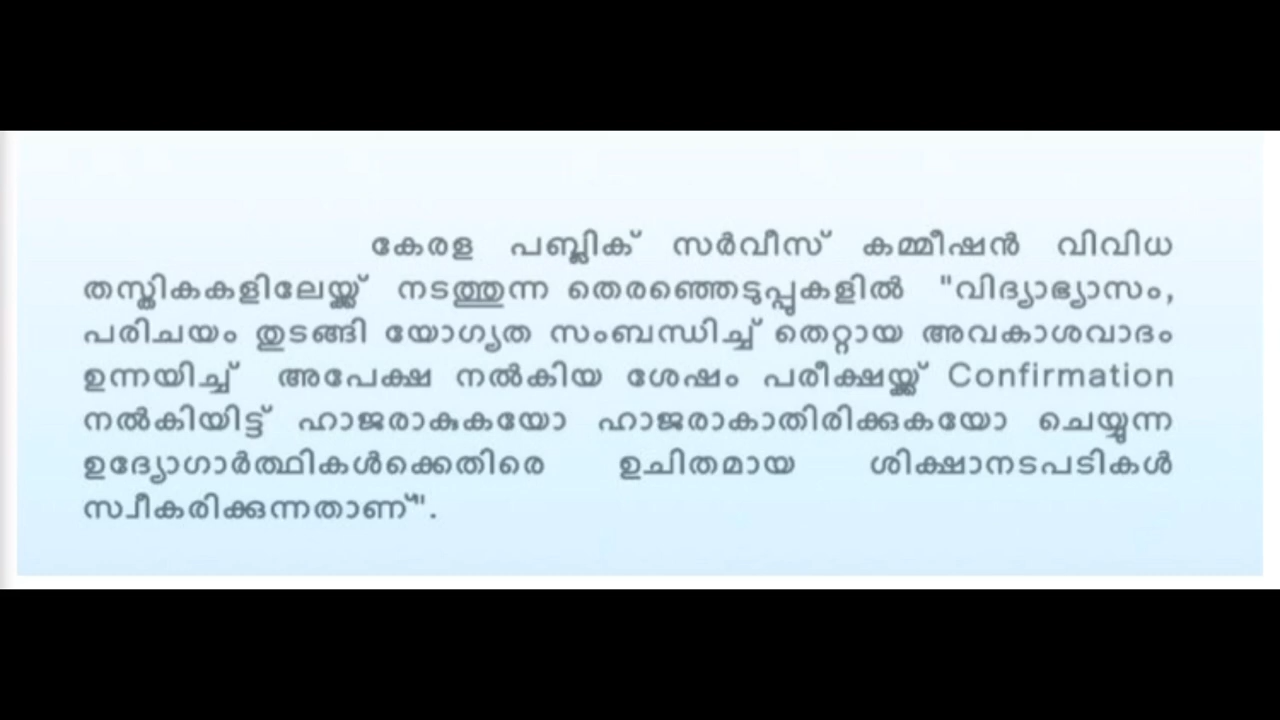 കേരള പബ്ലിക് സർവീസ് കമ്മീഷൻ വിവിധ
തസ്തികകളിലേയ്ക്ക് നടത്തുന്ന തെരഞ്ഞെടുപ്പുകളിൽ "വിദ്യാഭ്യാസം,
പരിചയം തുടങ്ങി യോഗ്യത സംബന്ധിച്ച് തെറ്റായ അവകാശവാദം
ഉന്നയിച്ച് അപേക്ഷ നൽകിയ ശേഷം പരീക്ഷയ്ക്ക് Confirmation
നൽകിയിട്ട് ഹാജരാകുകയോ ഹാജരാകാതിരിക്കുകയോ ചെയ്യുന്ന
ഉദ്യോഗാർത്ഥികൾക്കെതിരെ ഉചിതമായ ശിക്ഷാനടപടികൾ
സ്വീകരിക്കുന്നതാണ്".